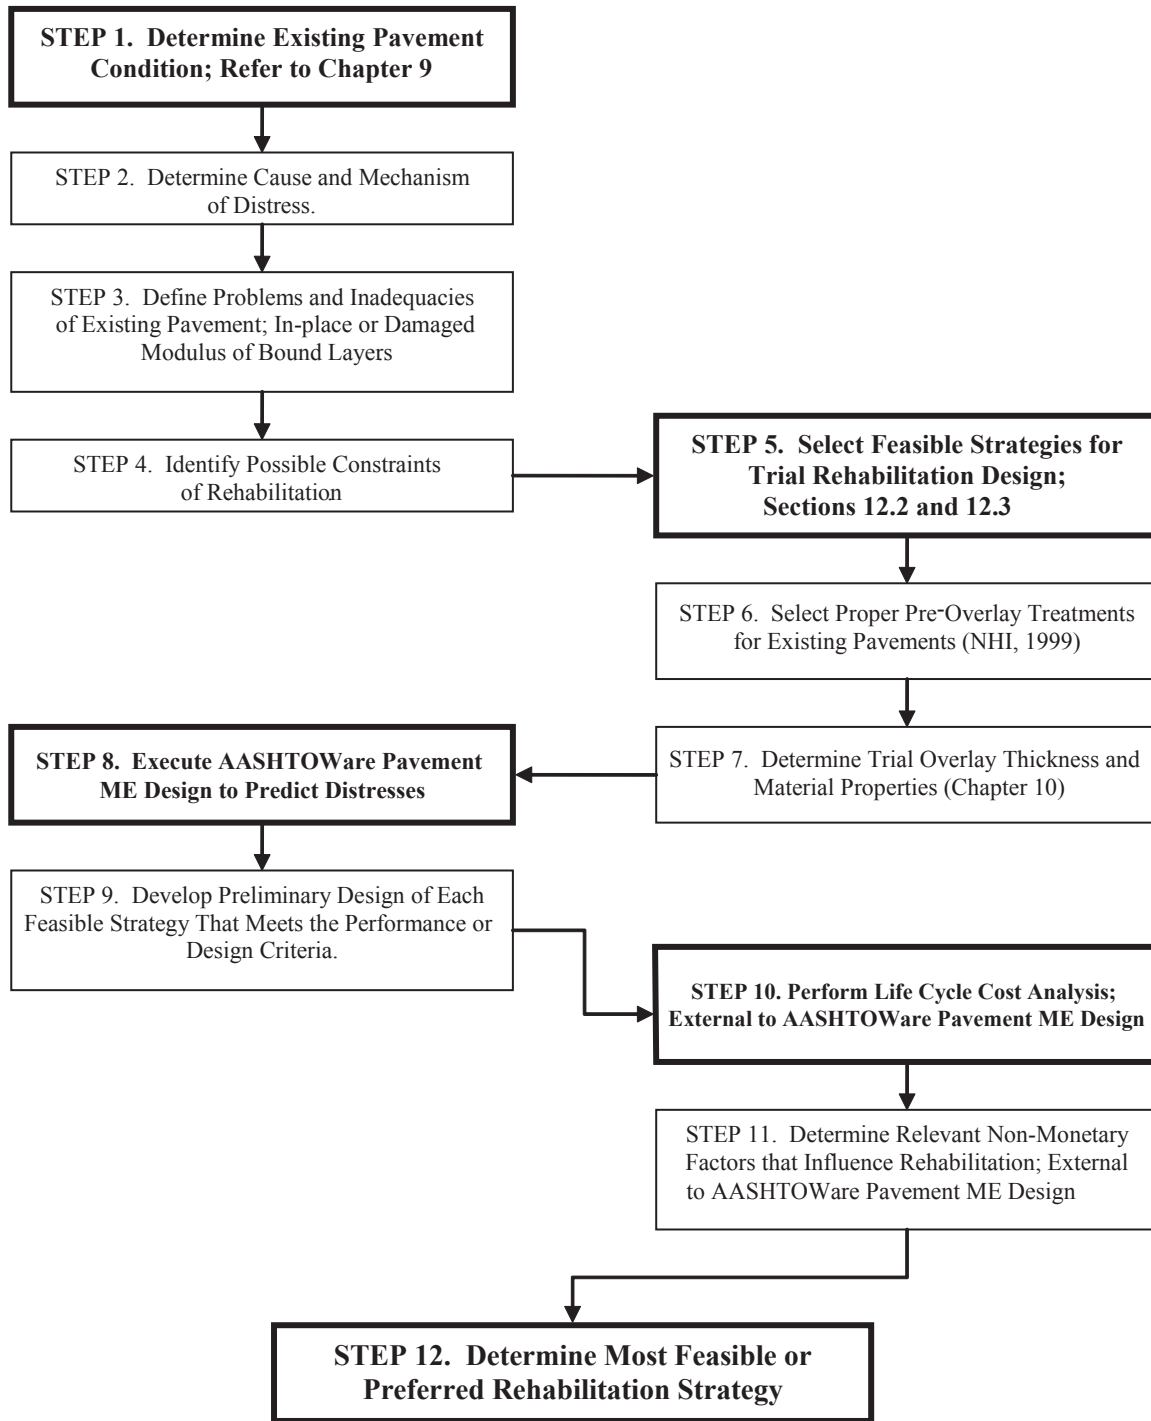 STEP 1. Determine Existing Pavement
Condition; Refer to Chapter 9
STEP 2. Determine Cause and Mechanism
of Distress.
STEP 3. Define Problems and Inadequacies
of Existing Pavement; In-place or Damaged
Modulus of Bound Layers
STEP 4. Identify Possible Constraints
of Rehabilitation
STEP 5. Select Feasible Strategies for
Trial Rehabilitation Design;
Sections 12.2 and 12.3
STEP 6. Select Proper Pre-Overlay Treatments
for Existing Pavements (NHI, 1999)
STEP 7. Determine Trial Overlay Thickness and
Material Properties (Chapter 10)
STEP 8. Execute AASHTOWare Pavement
ME Design to Predict Distresses
STEP 9. Develop Preliminary Design of Each
Feasible Strategy That Meets the Performance or
Design Criteria.
STEP 10. Perform Life Cycle Cost Analysis;
External to AASHTOWare Pavement ME Design
STEP 11. Determine Relevant Non-Monetary
Factors that Influence Rehabilitation; External
to AASHTOWare Pavement ME Design
STEP 12. Determine Most Feasible or
Preferred Rehabilitation Strategy